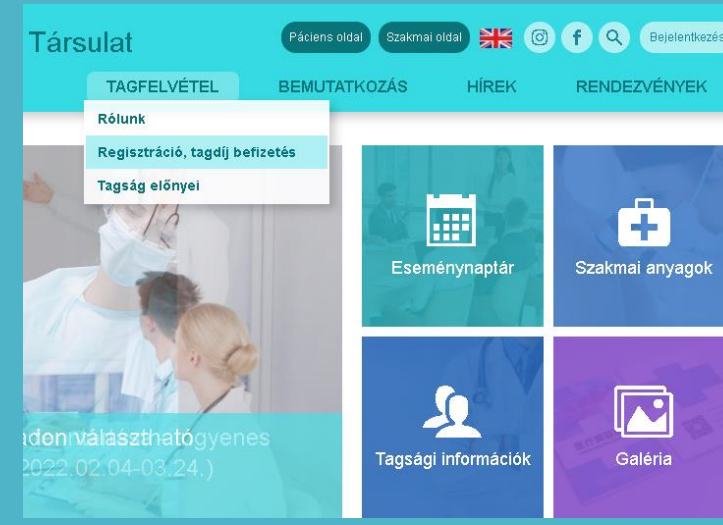 Társulat
Páciens oldal Szakmai oldal Bejelentkezés
TAGFELVÉTEL BEMUTATKOZÁS HÍREK RENDEZVÉNYEK
Rólunk
Regisztráció, tagdíj befizetés
Tagság előnyei
Eseménynaptár Szakmai anyagok
választható
2022.02.04-03.24.)
Tagsági információk Galéria